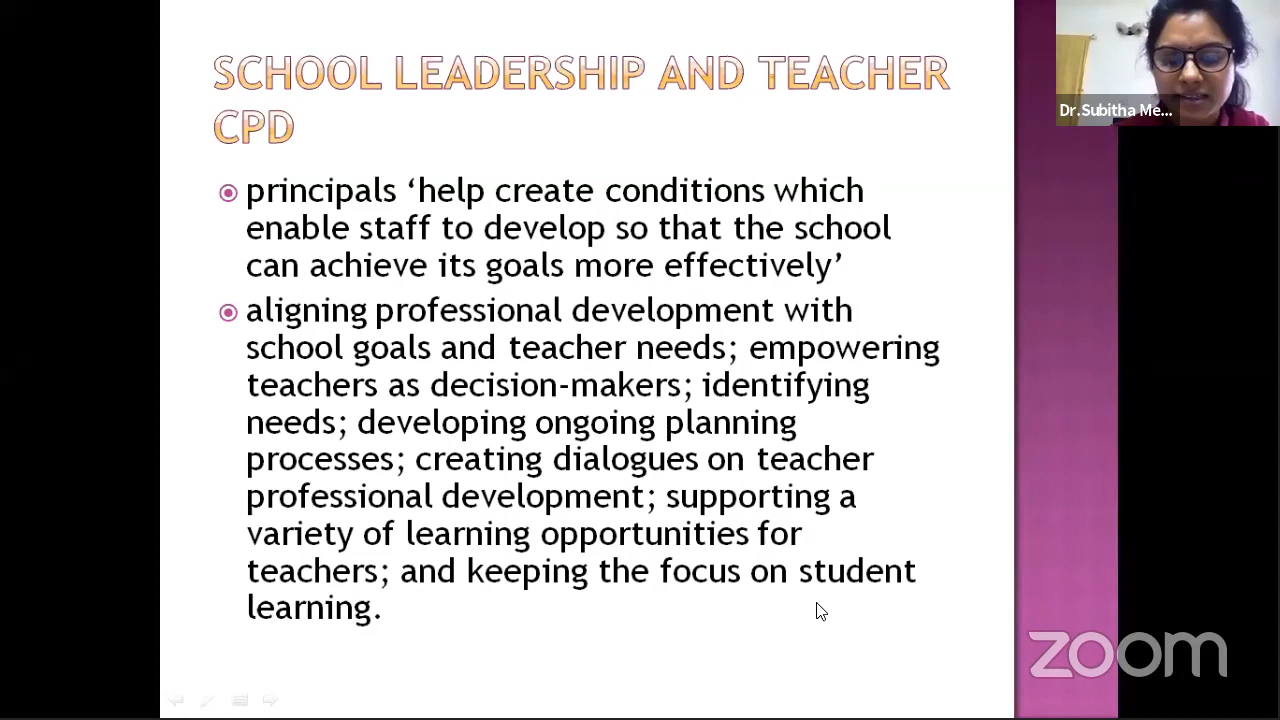 SCHOOL LEADERSHIP AND TEACHER
CPD
principals ‘help create conditions which
enable staff to develop so that the school
can achieve its goals more effectively’
aligning professional development with
school goals and teacher needs; empowering
teachers as decision-makers; identifying
needs; developing ongoing planning
processes; creating dialogues on teacher
professional development; supporting a
variety of learning opportunities for
teachers; and keeping the focus on student
learning.
Dr.Subitha Me...
zoom